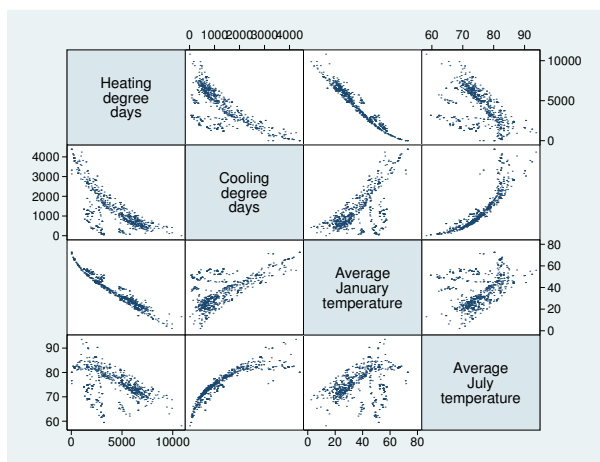 0 1000 2000 3000 4000
60 70 80 90
Heating
degree
days
10000
5000
0
4000
3000
2000
1000
0
Cooling
degree
days
Average
January
temperature
80
60
40
20
0
90
80
70
60
Average
July
temperature
0 5000 10000
0 20 40 60 80